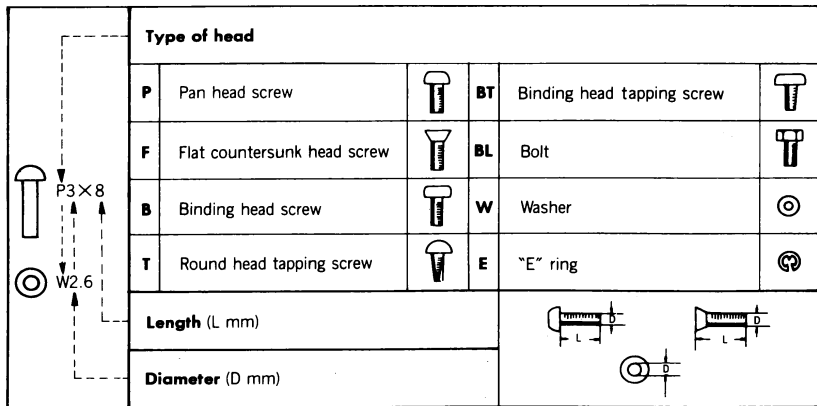 Type of head
P Pan head screw BT Binding head tapping screw
F Flat countersunk head screw BL Bolt
P3×8
B Binding head screw W Washer
T Round head tapping screw E "E" ring
W2.6
Length (L mm)
D D
L L
Diameter (D mm)
D